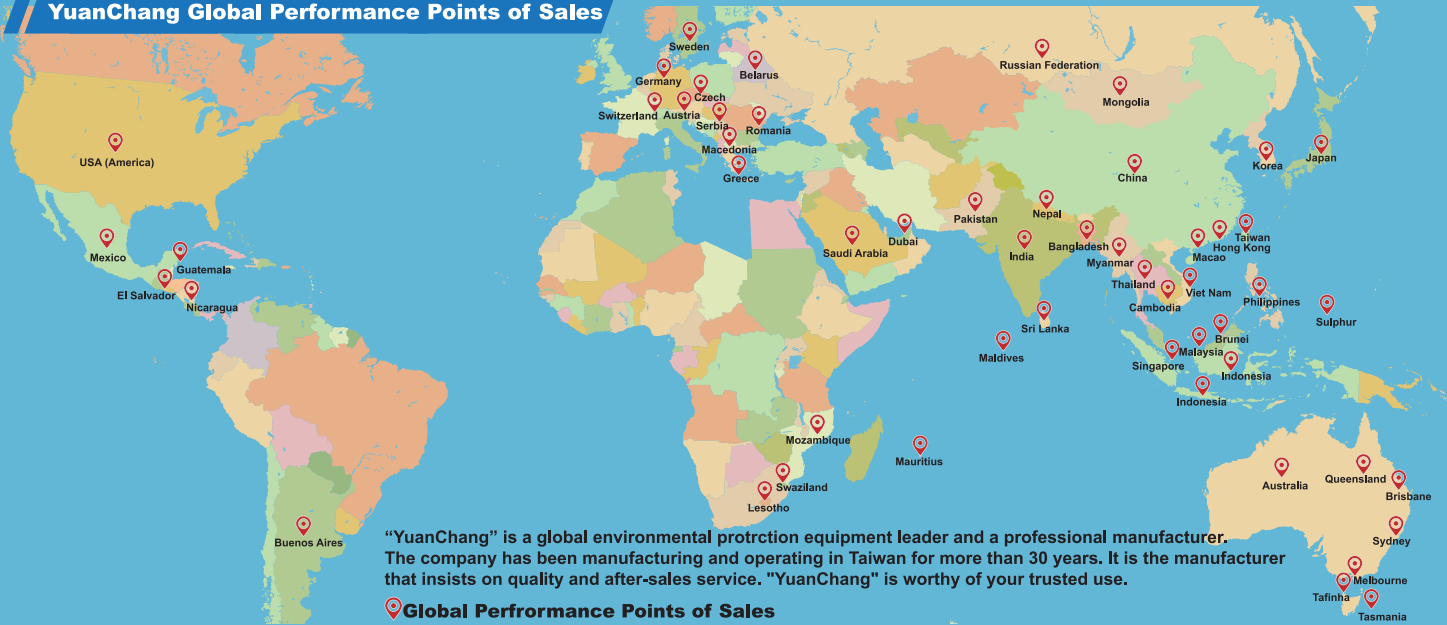 YuanChang Global Performance Points of Sales
Sweden
Russian Federation
Germany
Belarus
Czech
Mongolia
Switzerland
Austria
Serbia
Romania
Macedonia
USA (America)
Korea
Japan
Greece
China
Pakistan
Nepal
Mexico
Guatemala
Saudi Arabia
Dubai
India
Bangladesh
Myanmar
Macao
Hong Kong
Taiwan
El Salvador
Nicaragua
Thailand
Cambodia
Viet Nam
Philippines
Sulphur
Sri Lanka
Maldives
Brunei
Malaysia
Singapore
Indonesia
Indonesia
Mozambique
Mauritius
Swaziland
Lesotho
Australia
Queensland
Brisbane
Buenos Aires
Sydney
“YuanChang” is a global environmental protrction equipment leader and a professional manufacturer.
The company has been manufacturing and operating in Taiwan for more than 30 years. It is the manufacturer
that insists on quality and after-sales service. "YuanChang" is worthy of your trusted use.
Melbourne
Tafinha
Tasmania
Global Perfrormance Points of Sales